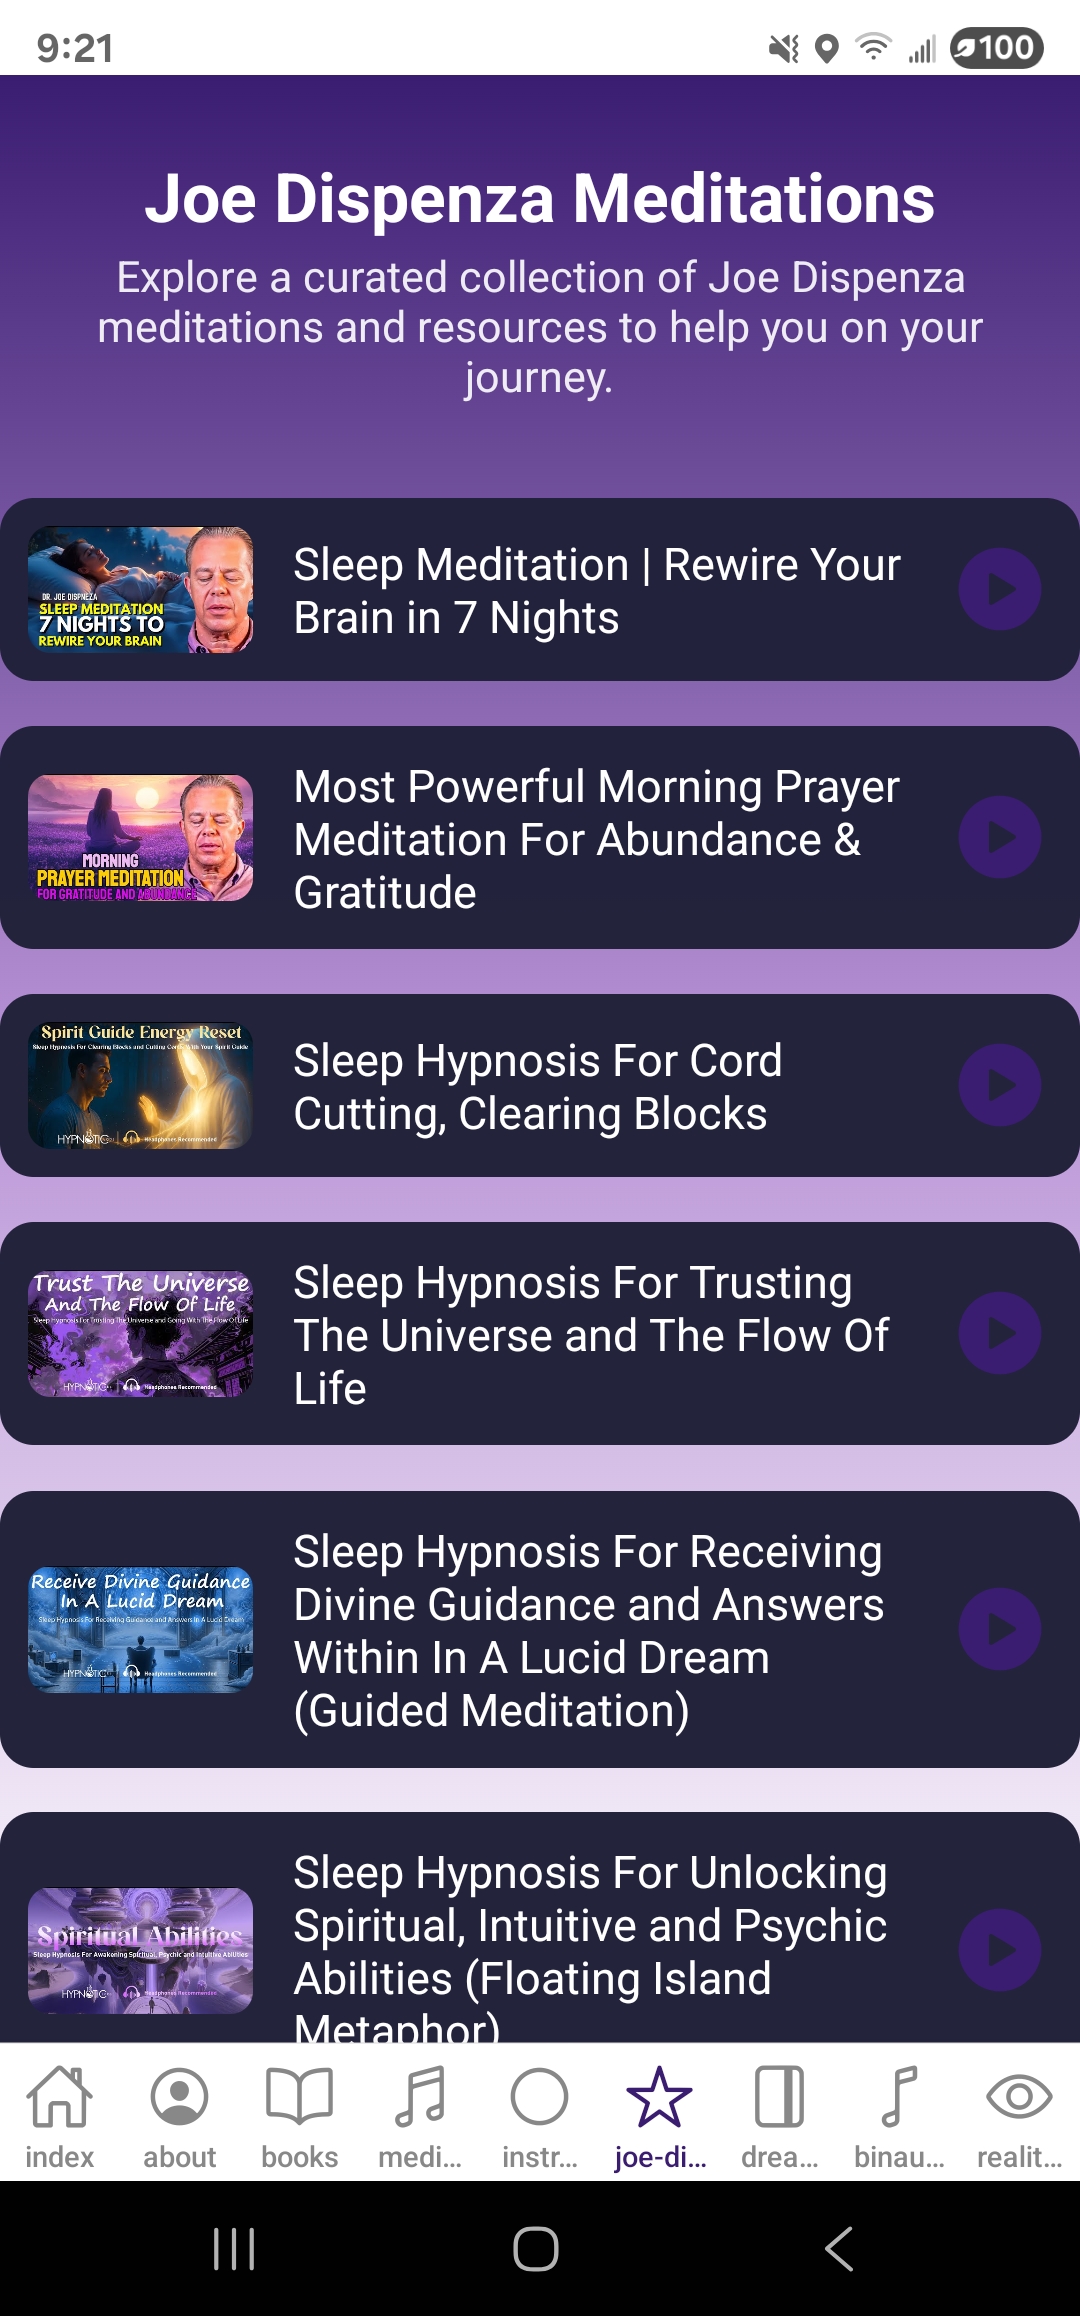 9:21
100
Joe Dispenza Meditations
Explore a curated collection of Joe Dispenza
meditations and resources to help you on your
journey.
DR. JOE DISPNEZA
SLEEP MEDITATION
7 NIGHTS TO
REWIRE YOUR BRAIN
Sleep Meditation | Rewire Your
Brain in 7 Nights
MORNING
PRAYER MEDITATION
FOR GRATITUDE AND ABUNDANCE
Most Powerful Morning Prayer
Meditation For Abundance &
Gratitude
Spirit Guide Energy Reset
Sleep Hypnosis For Clearing Blocks and Cutting Cords With Your Spirit Guide
HYPNOTIC
Headphones Recommended
Sleep Hypnosis For Cord
Cutting, Clearing Blocks
Trust The Universe
And The Flow Of Life
Sleep Hypnosis For Trusting The Universe and Going With The Flow Of Life
HYPNOTIC
Headphones Recommended
Sleep Hypnosis For Trusting
The Universe and The Flow Of
Life
Receive Divine Guidance
In A Lucid Dream
Sleep Hypnosis For Receiving Guidance and Answers In A Lucid Dream
HYPNOTIC
Headphones Recommended
Sleep Hypnosis For Receiving
Divine Guidance and Answers
Within In A Lucid Dream
(Guided Meditation)
Spiritual Abilities
Sleep Hypnosis For Awakening Spiritual, Psychic and Intuitive Abilities
HYPNOTIC
Headphones Recommended
Sleep Hypnosis For Unlocking
Spiritual, Intuitive and Psychic
Abilities (Floating Island
Metaphor)
index
about
books
medi...
instr...
joe-di...
drea...
binau...
realit...